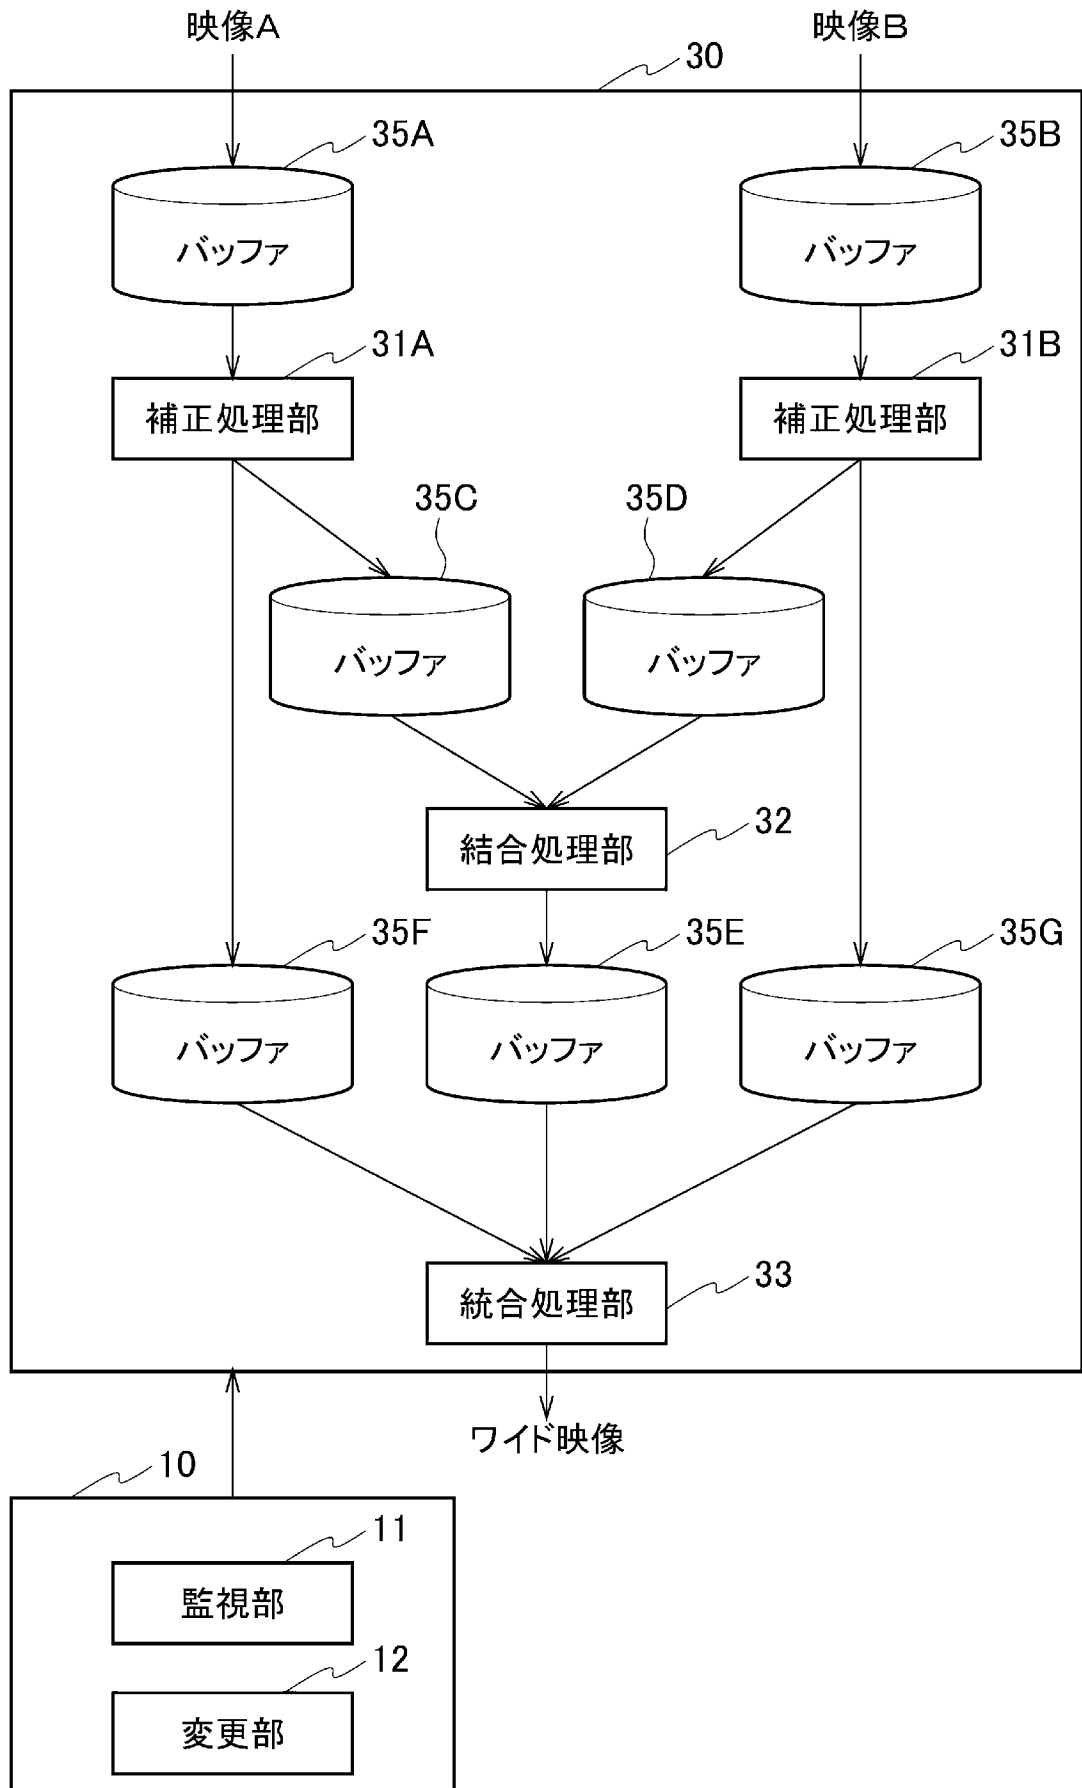 映像A
映像B
30
35A
35B
バッファ
バッファ
31A
31B
補正処理部
補正処理部
35C
35D
バッファ
バッファ
32
結合処理部
35F
35E
35G
バッファ
バッファ
バッファ
33
統合処理部
ワイド映像
10
11
監視部
12
変更部